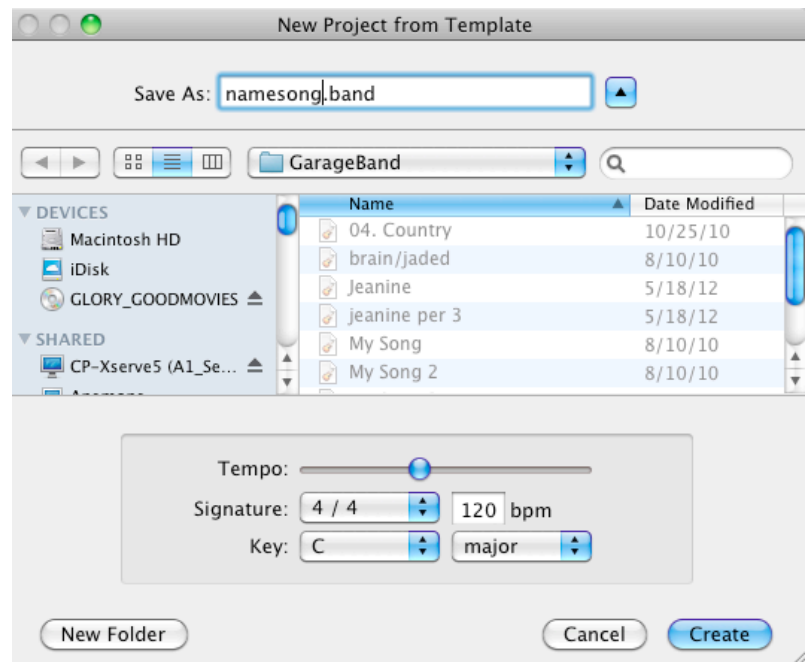 New Project from Template
Save As: namesong.band
GarageBand
Name Date Modified
DEVICES
Macintosh HD
iDisk
GLORY_GOODMOVIES
SHARED
CP-Xserve5 (A1_Se...
04. Country 10/25/10
brain/jaded 8/10/10
Jeanine 5/18/12
jeanine per 3 5/18/12
My Song 8/10/10
My Song 2 8/10/10
Tempo:
Signature: 4 / 4 120 bpm
Key: C major
New Folder Cancel Create